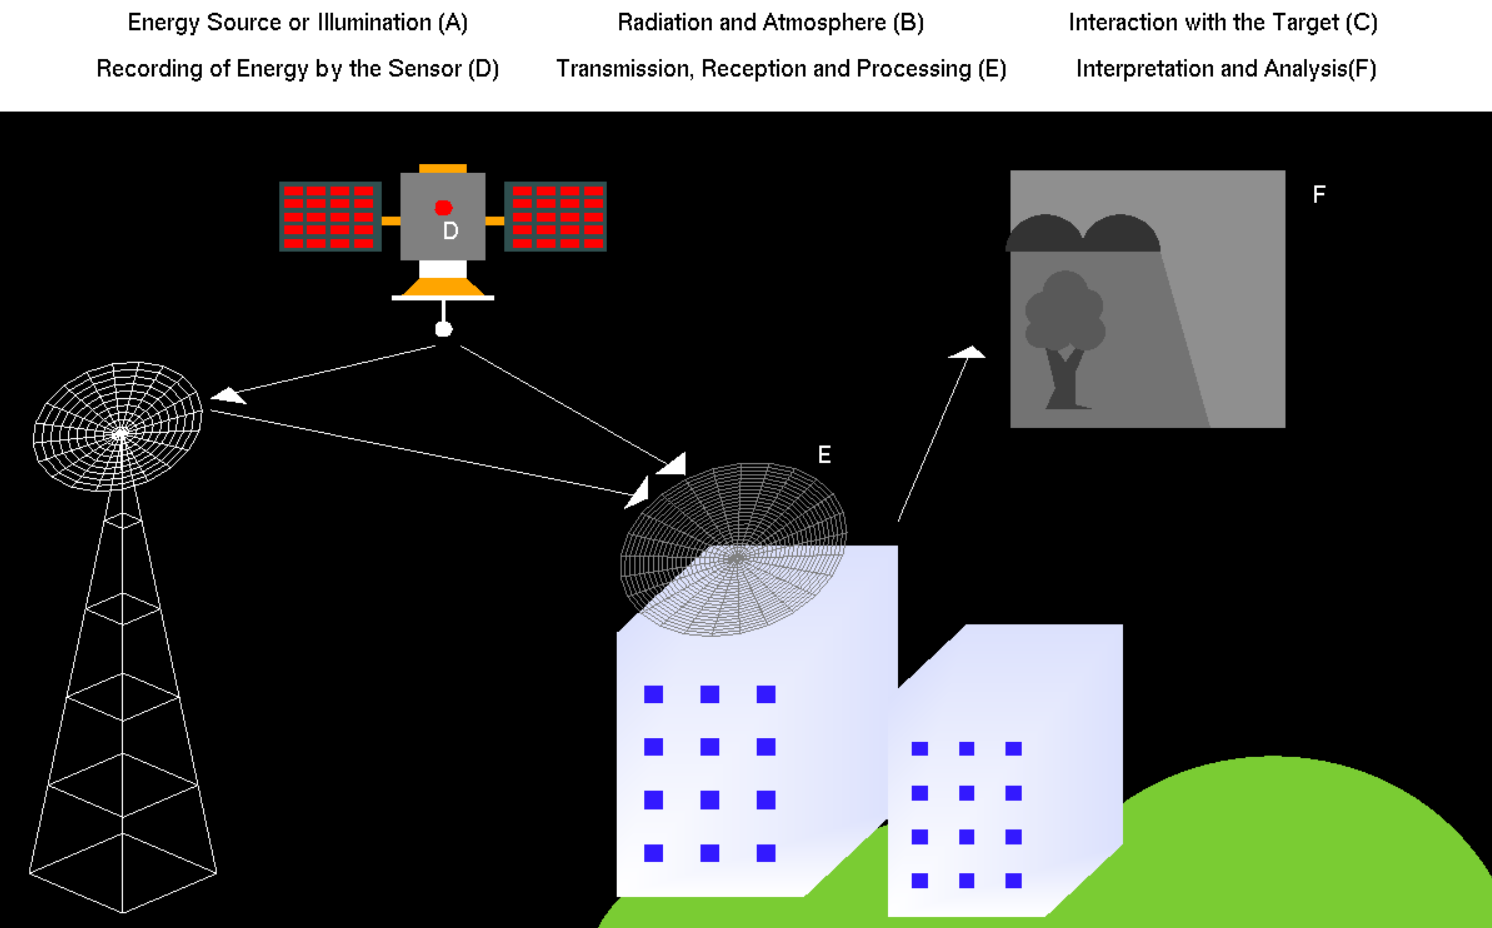 Energy Source or Illumination (A) Radiation and Atmosphere (B) Interaction with the Target (C)
Recording of Energy by the Sensor (D) Transmission, Reception and Processing (E) Interpretation and Analysis(F)
D
F
E